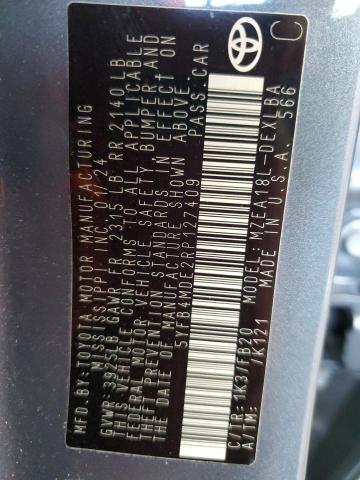 MFD. BY: TOYOTA MOTOR MANUFACTURING
MISSISSIPPI, INC. 01/24
GVWR 3925LB GAWR FR 2315 LB RR 2140LB
THIS VEHICLE CONFORMS TO ALL APPLICABLE
FEDERAL MOTOR VEHICLE SAFETY, BUMPER AND
THEFT PREVENTION STANDARDS IN EFFECT ON
THE DATE OF MANUFACTURE SHOWN ABOVE.
5YFB4MDE2RP127409 PASS. CAR
C/TR: 1K3/FB20
A/TM: -/K121
MODEL: MZEA18L-DEXLBA
MADE IN U.S.A. 566
C